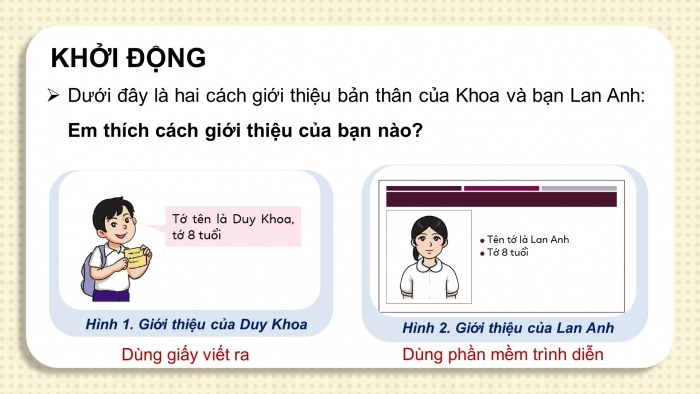 KHỞI ĐỘNG
➢ Dưới đây là hai cách giới thiệu bản thân của Khoa và bạn Lan Anh:
Em thích cách giới thiệu của bạn nào?
Tớ tên là Duy Khoa,
tớ 8 tuổi
• Tên tớ là Lan Anh
• Tớ 8 tuổi
Hình 1. Giới thiệu của Duy Khoa
Hình 2. Giới thiệu của Lan Anh
Dùng giấy viết ra
Dùng phần mềm trình diễn